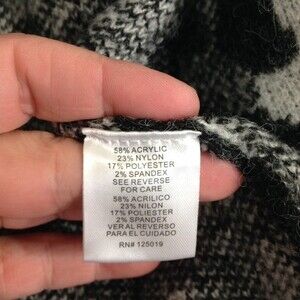 58% ACRYLIC
23% NYLON
17% POLYESTER
2% SPANDEX
SEE REVERSE
FOR CARE
58% ACRILICO
23% NILON
17% POLIESTER
2% SPANDEX
VER AL REVERSO
PARA EL CUIDADO
RN# 125019